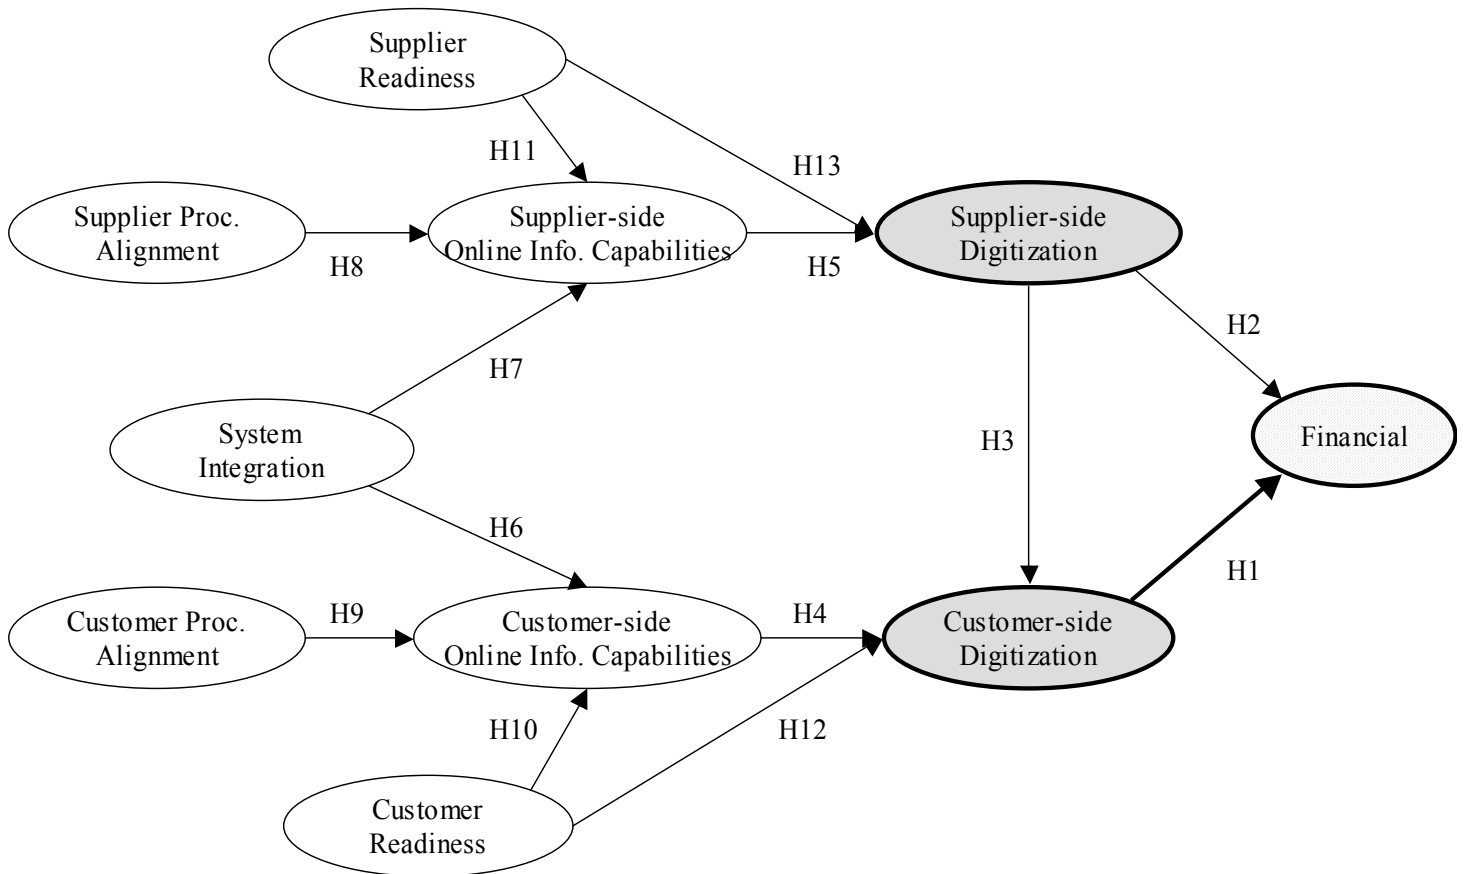 Supplier
Readiness
H11
H13
Supplier Proc.
Alignment
H8
Supplier-side
Online Info. Capabilities
H5
Supplier-side
Digitization
H7
H2
System
Integration
H3
Financial
H6
H1
Customer Proc.
Alignment
H9
Customer-side
Online Info. Capabilities
H4
Customer-side
Digitization
H10
H12
Customer
Readiness